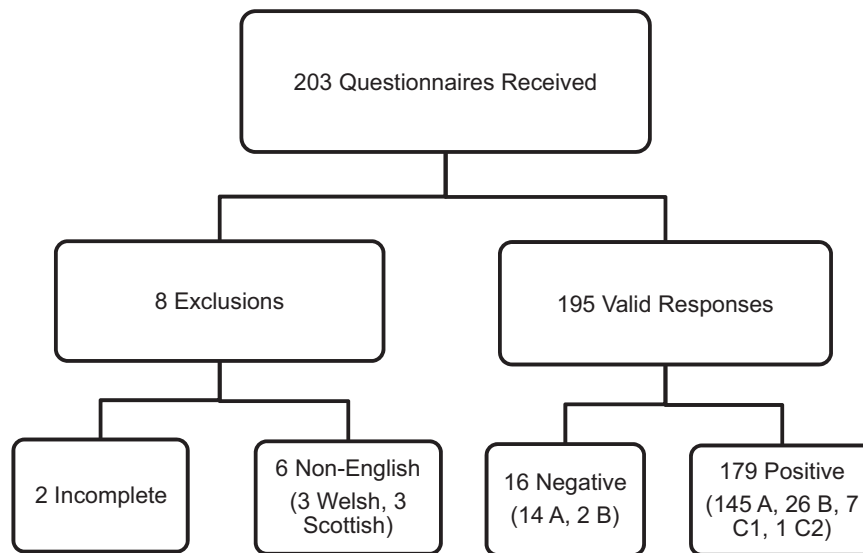 203 Questionnaires Received
8 Exclusions
195 Valid Responses
2 Incomplete
6 Non-English
(3 Welsh, 3
Scottish)
16 Negative
(14 A, 2 B)
179 Positive
(145 A, 26 B, 7
C1, 1 C2)